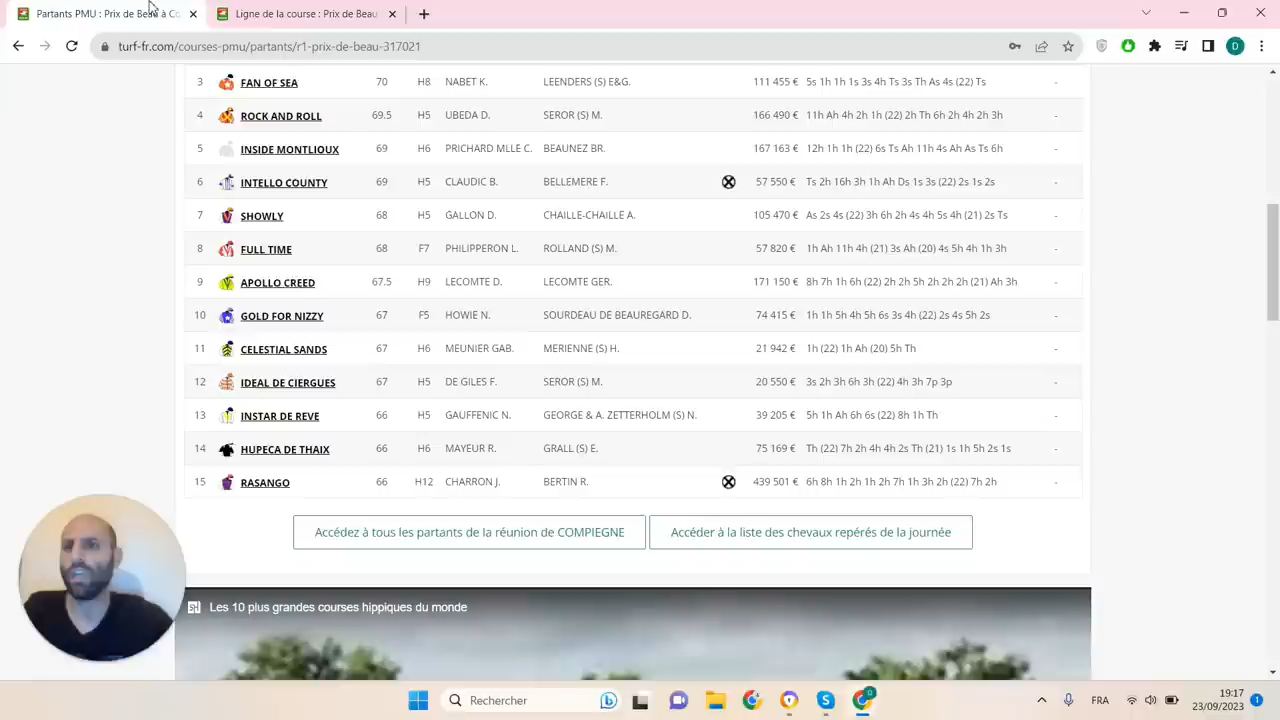 Partants PMU : Prix de Beau à Co
Ligne de la course : Prix de Beau
turf-fr.com/courses-pmu/partants/r1-prix-de-beau-317021
3 FAN OF SEA 70 H8 NABET K. LEENDERS (S) E&G. 111 455 € 5s 1h 1h 1s 3s 4h Ts 3s Th As 4s (22) Ts -
4 ROCK AND ROLL 69.5 H5 UBEDA D. SEROR (S) M. 166 490 € 11h Ah 4h 2h 1h (22) 2h Th 6h 2h 4h 2h 3h -
5 INSIDE MONTLIOUX 69 H6 PRICHARD MLLE C. BEAUNEZ BR. 167 163 € 12h 1h 1h (22) 6s Ts Ah 11h 4s Ah As Ts 6h -
6 INTELLO COUNTY 69 H5 CLAUDIC B. BELLEMERE F. 57 550 € Ts 2h 16h 3h 1h Ah Ds 1s 3s (22) 2s 1s 2s -
7 SHOWLY 68 H5 GALLON D. CHAILLE-CHAILLE A. 105 470 € As 2s 4s (22) 3h 6h 2h 4s 4h 5s 4h (21) 2s Ts -
8 FULL TIME 68 F7 PHILIPPERON L. ROLLAND (S) M. 57 820 € 1h Ah 11h 4h (21) 3s Ah (20) 4s 5h 4h 1h 3h -
9 APOLLO CREED 67.5 H9 LECOMTE D. LECOMTE GER. 171 150 € 8h 7h 1h 6h (22) 2h 2h 5h 2h 2h 2h (21) Ah 3h -
10 GOLD FOR NIZZY 67 F5 HOWIE N. SOURDEAU DE BEAUREGARD D. 74 415 € 1h 1h 5h 4h 5h 6s 3s 4h (22) 2s 4s 5h 2s -
11 CELESTIAL SANDS 67 H6 MEUNIER GAB. MERIENNE (S) H. 21 942 € 1h (22) 1h Ah (20) 5h Th -
12 IDEAL DE CIERGUES 67 H5 DE GILES F. SEROR (S) M. 20 550 € 3s 2h 3h 6h 3h (22) 4h 3h 7p 3p -
13 INSTAR DE REVE 66 H5 GAUFFENIC N. GEORGE & A. ZETTERHOLM (S) N. 39 205 € 5h 1h Ah 6h 6s (22) 8h 1h Th -
14 HUPECA DE THAIX 66 H6 MAYEUR R. GRALL (S) E. 75 169 € Th (22) 7h 2h 4h 4h 2s Th (21) 1s 1h 5h 2s 1s -
15 RASANGO 66 H12 CHARRON J. BERTIN R. 439 501 € 6h 8h 1h 2h 1h 2h 7h 1h 3h 2h (22) 7h 2h -
Accédez à tous les partants de la réunion de COMPIEGNE
Accéder à la liste des chevaux repérés de la journée
Les 10 plus grandes courses hippiques du monde
Rechercher
FRA
19:17
23/09/2023